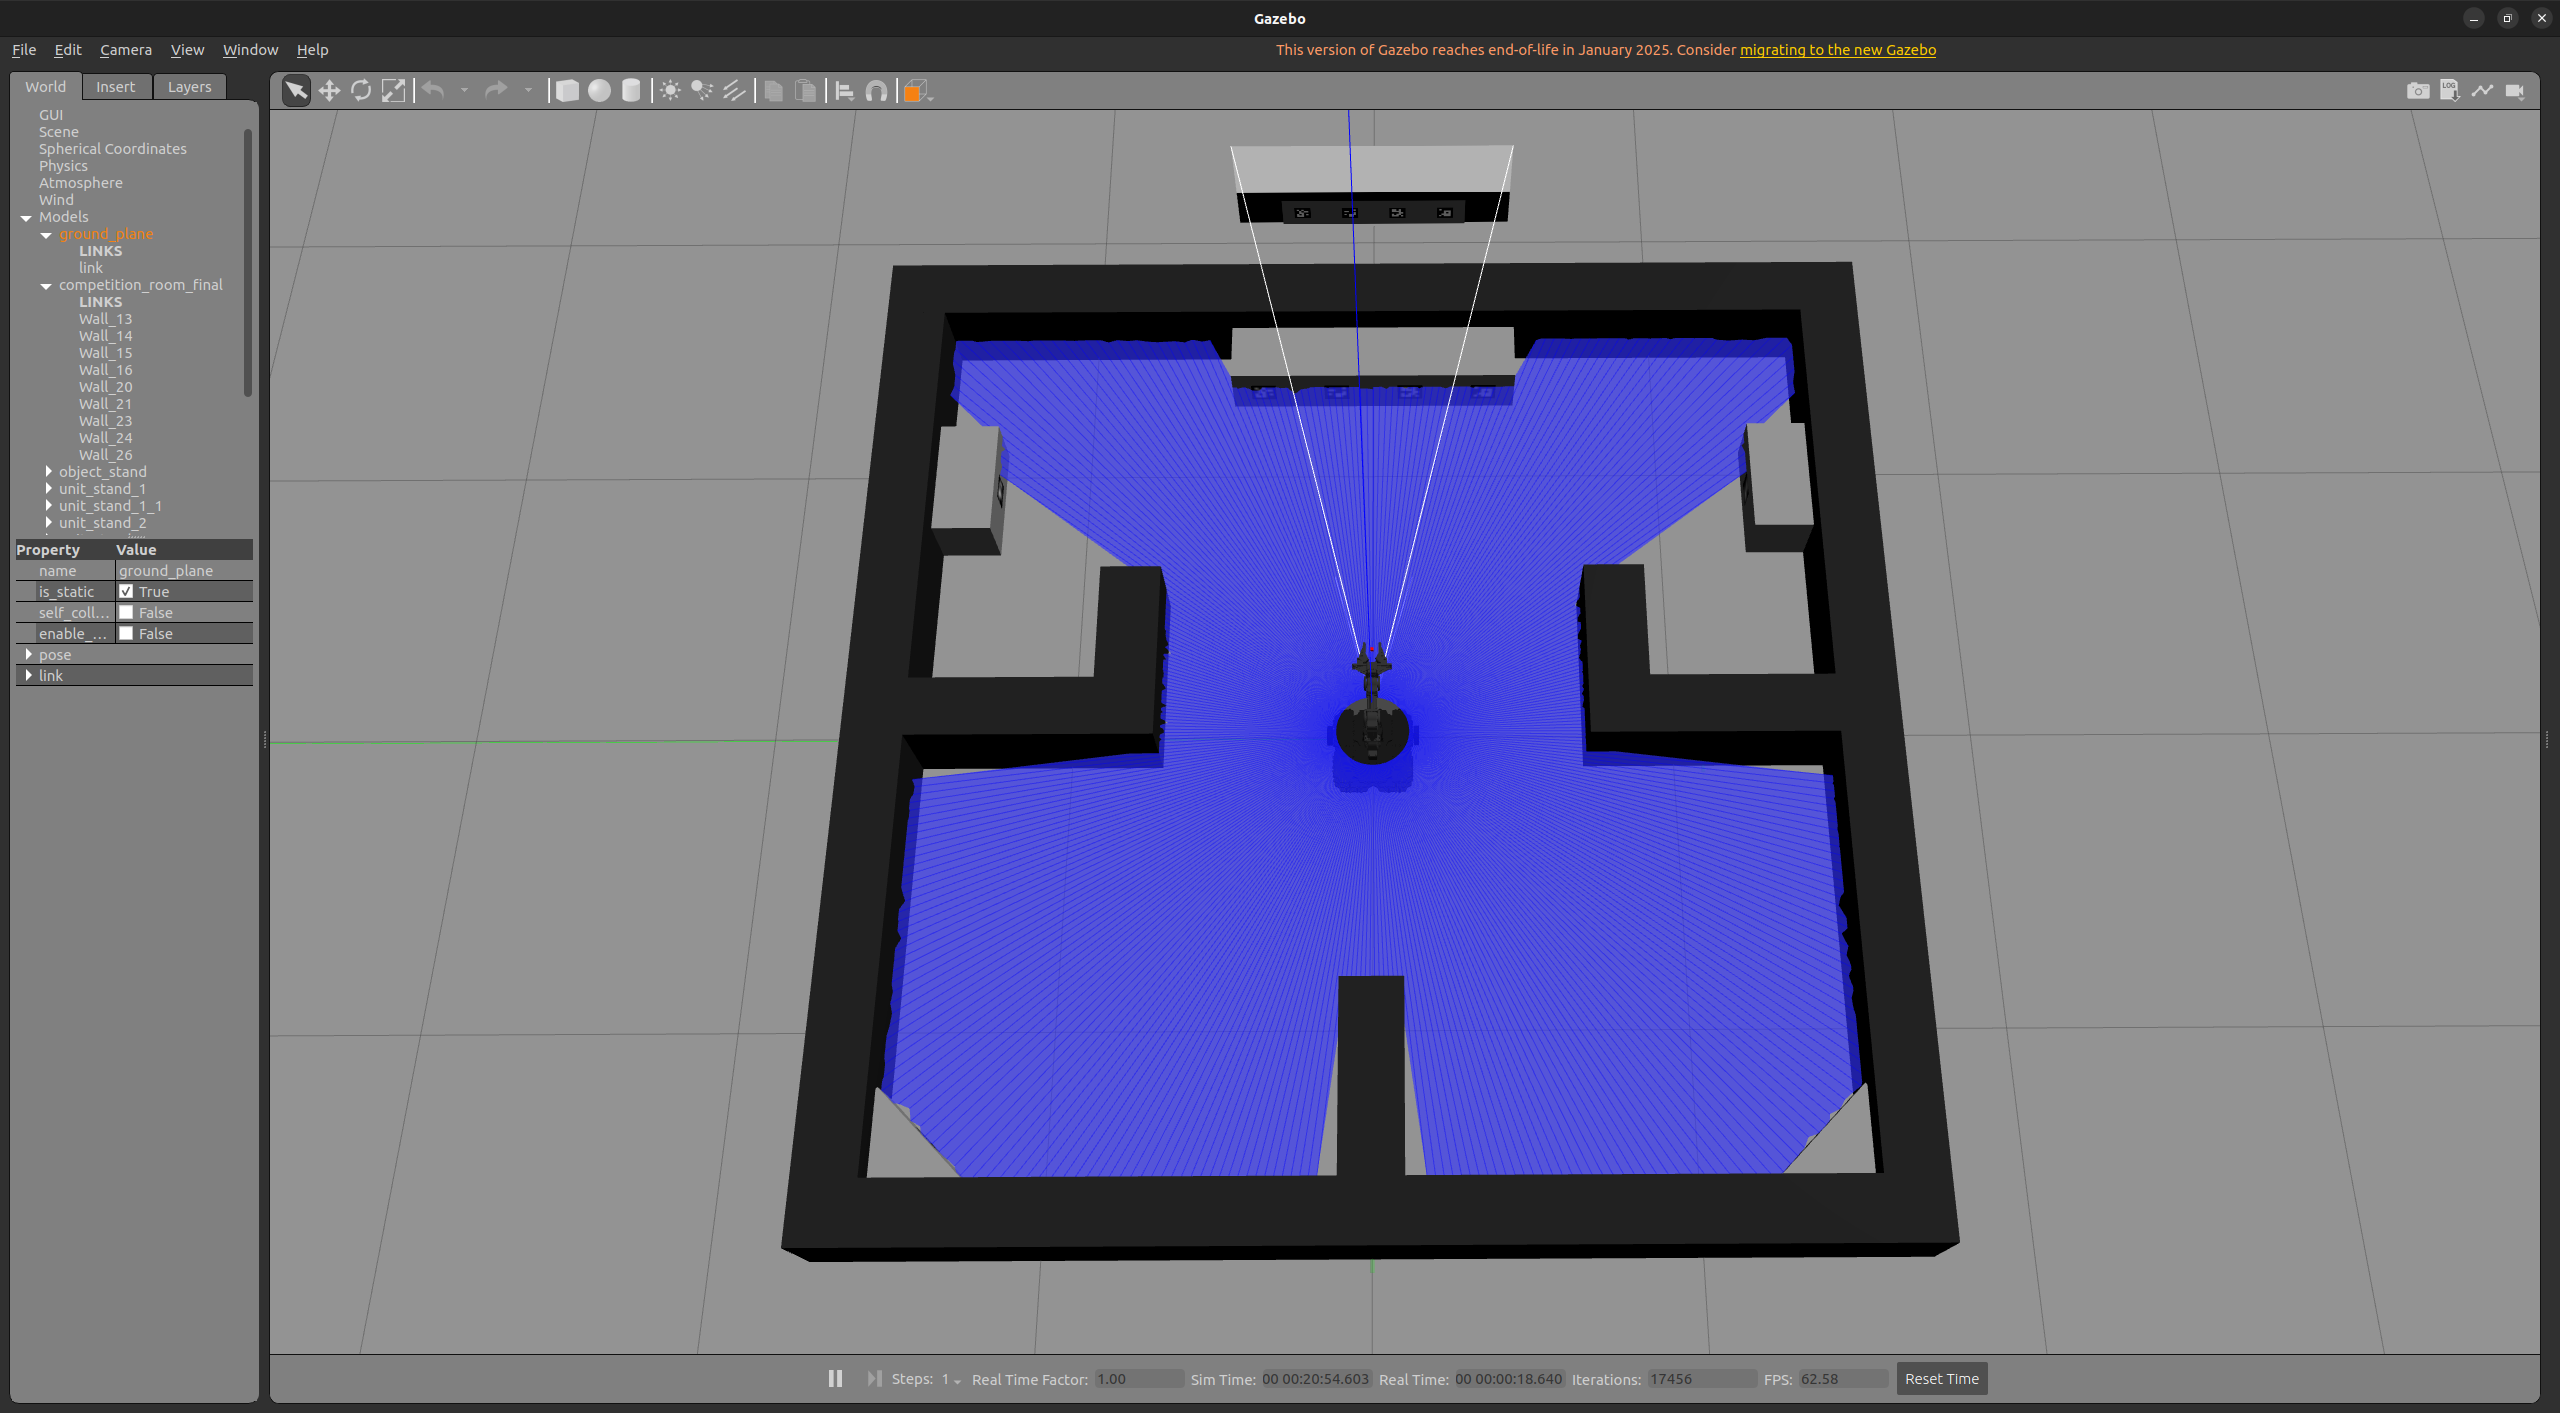 Gazebo
File Edit Camera View Window Help
This version of Gazebo reaches end-of-life in January 2025. Consider migrating to the new Gazebo
World Insert Layers
GUI
Scene
Spherical Coordinates
Physics
Atmosphere
Wind
Models
ground_plane
LINKS
link
competition_room_final
LINKS
Wall_13
Wall_14
Wall_15
Wall_16
Wall_20
Wall_21
Wall_23
Wall_24
Wall_26
object_stand
unit_stand_1
unit_stand_1_1
unit_stand_2
Property Value
name ground_plane
is_static True
self_coll... False
enable_... False
pose
link
LOG
Steps: 1 Real Time Factor: 1.00 Sim Time: 00 00:20:54.603 Real Time: 00 00:00:18.640 Iterations: 17456 FPS: 62.58 Reset Time